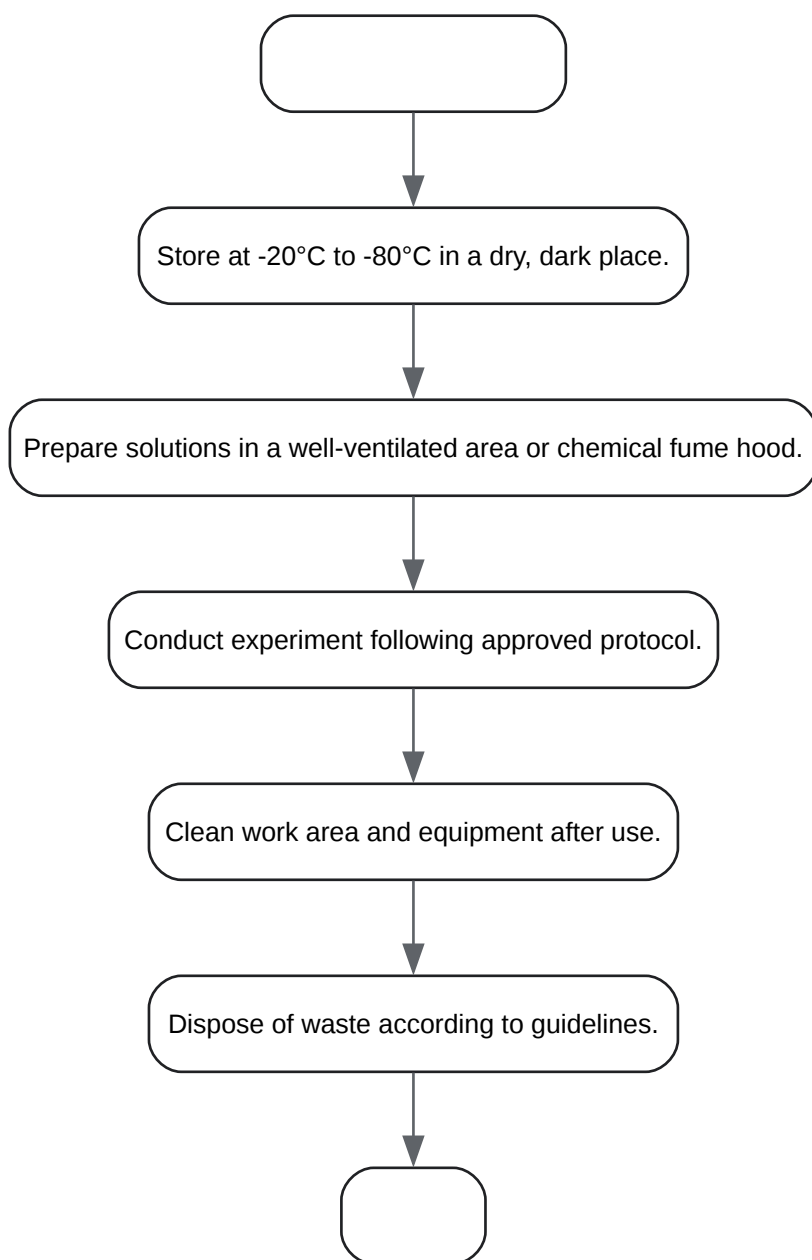 Store at -20°C to -80°C in a dry, dark place.
Prepare solutions in a well-ventilated area or chemical fume hood.
Conduct experiment following approved protocol.
Clean work area and equipment after use.
Dispose of waste according to guidelines.